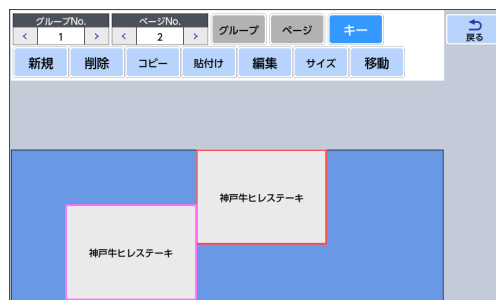 グループNo. ページNo.
< 1 > < 2 > グループ ページ キー 戻る
新規 削除 コピー 貼付け 編集 サイズ 移動
神戸牛ヒレステーキ
神戸牛ヒレステーキ